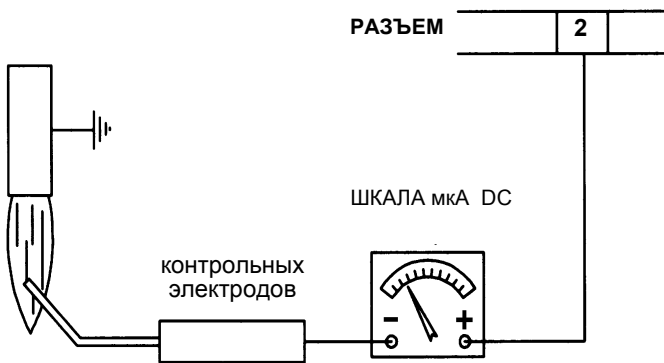 РАЗЪЕМ 2
ШКАЛА мкА DC
контрольных
электродов
- +